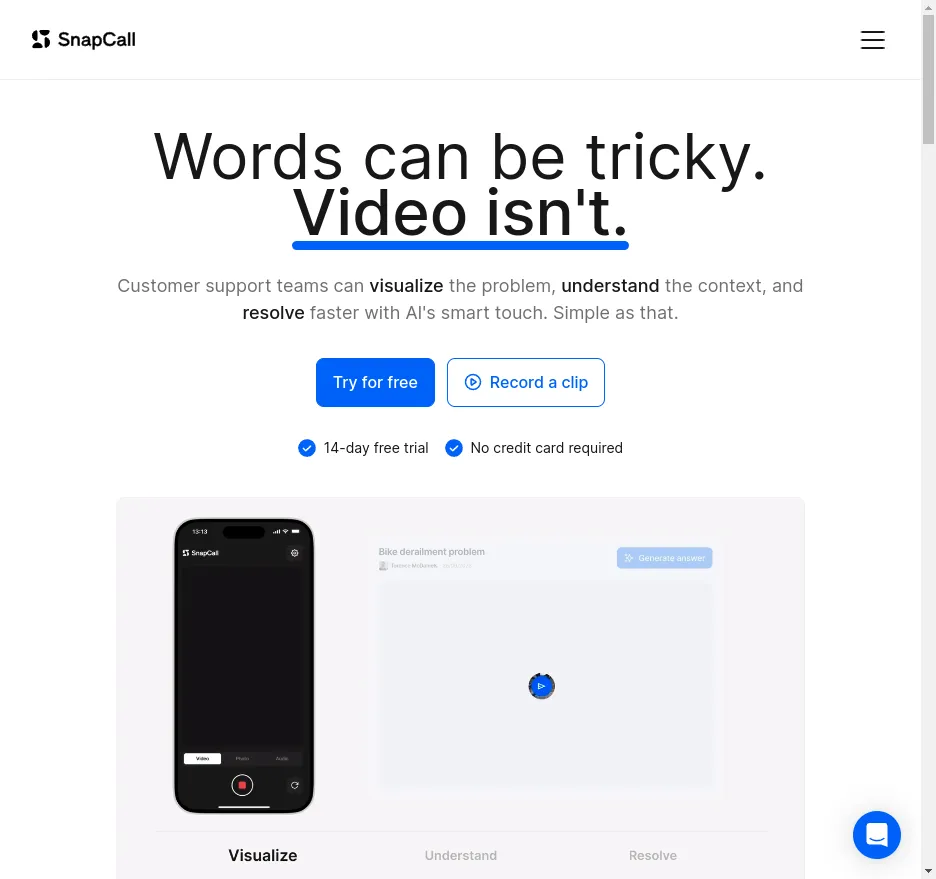 SnapCall
Words can be tricky.
Video isn't.
Customer support teams can visualize the problem, understand the context, and
resolve faster with AI's smart touch. Simple as that.
Try for free
Record a clip
14-day free trial
No credit card required
13:13
SnapCall
Bike derailment problem
Generate answer
Video
Photo
Audio
Visualize
Understand
Resolve